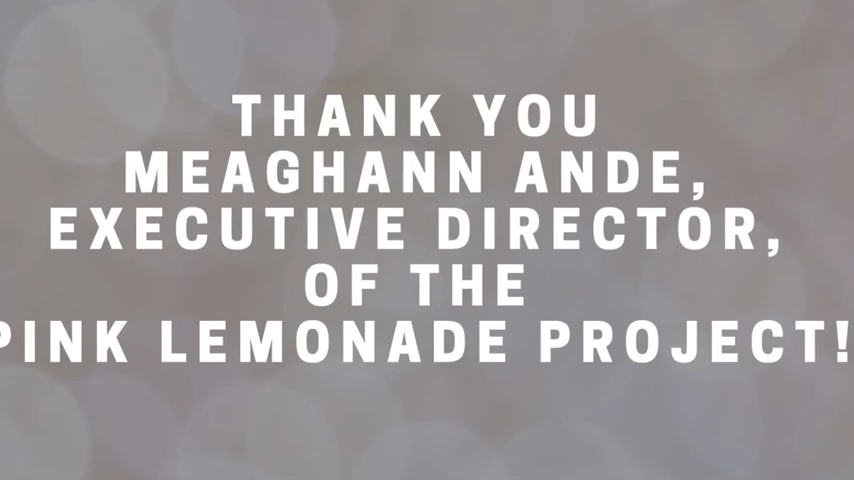 THANK YOU
MEAGHANN ANDE,
EXECUTIVE DIRECTOR,
OF THE
PINK LEMONADE PROJECT!